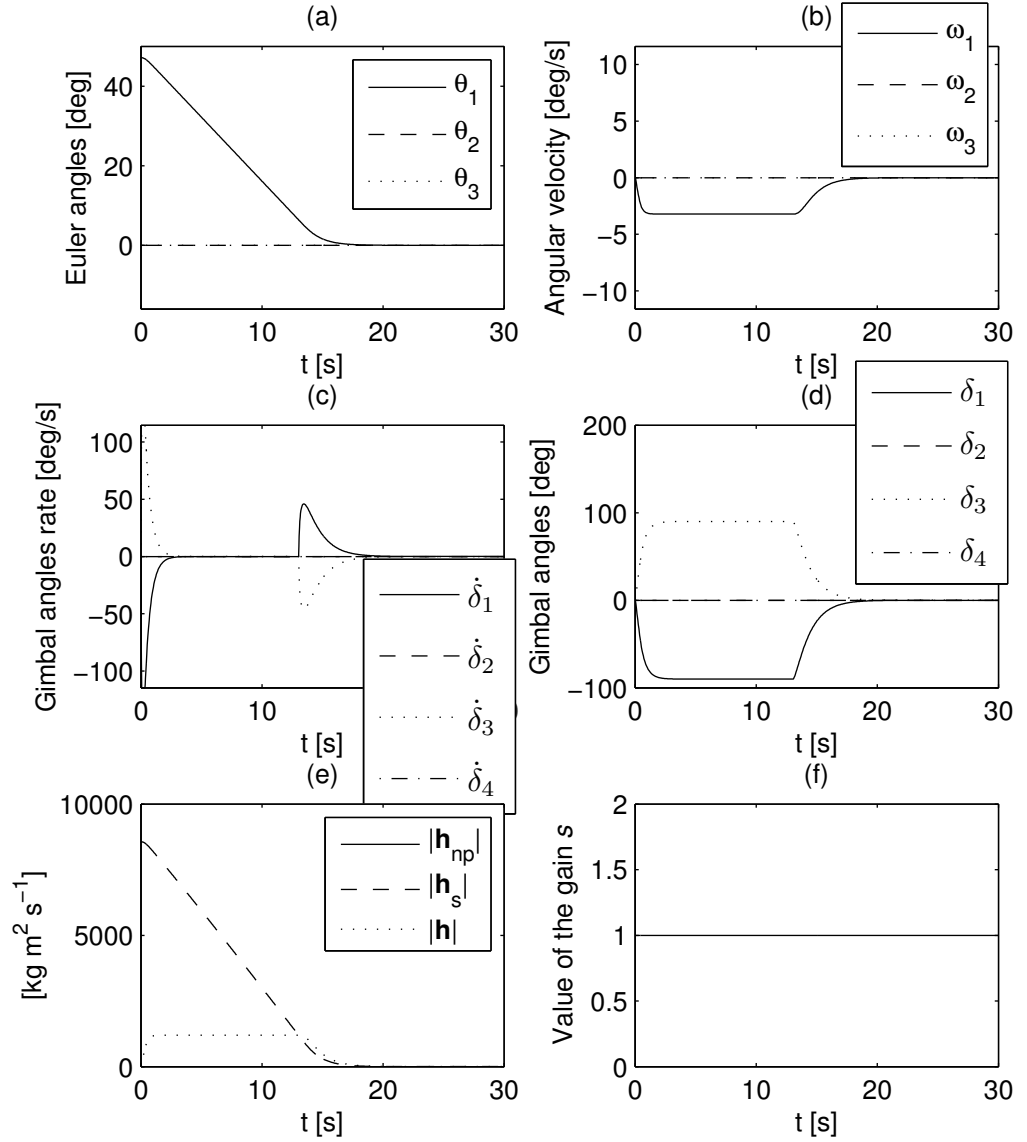 (a)
Euler angles [deg]
40
20
0
0
10
20
30
t [s]
θ1
θ2
θ3
(b)
Angular velocity [deg/s]
10
5
0
−5
−10
0
10
20
30
t [s]
ω1
ω2
ω3
(c)
Gimbal angles rate [deg/s]
100
50
0
−50
−100
0
10
20
30
t [s]
δ̇1
δ̇2
δ̇3
δ̇4
(d)
Gimbal angles [deg]
200
100
0
−100
0
10
20
30
t [s]
δ1
δ2
δ3
δ4
(e)
[kg m² s⁻¹]
10000
5000
0
0
10
20
30
t [s]
|h_np|
|h_s|
|h|
(f)
Value of the gain s
2
1.5
1
0.5
0
0
10
20
30
t [s]